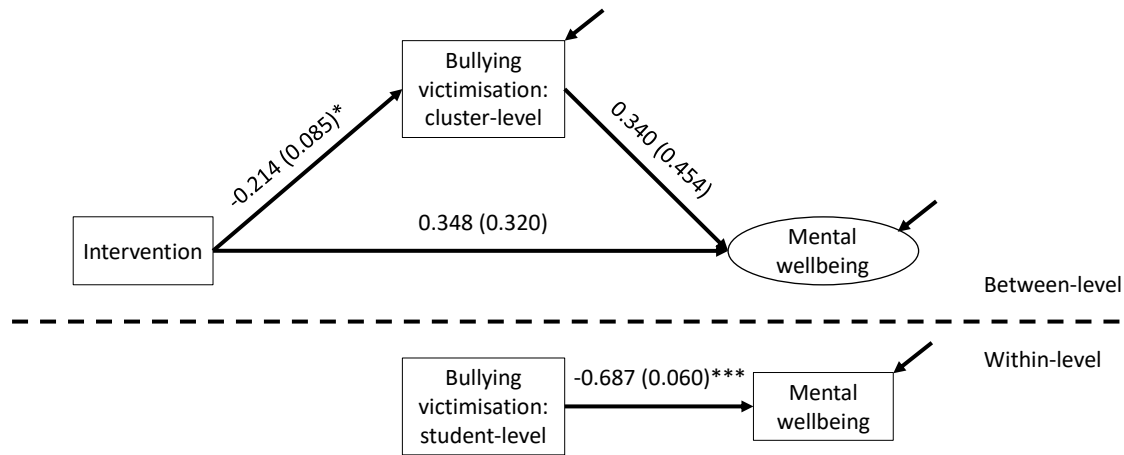 Bullying
victimisation:
cluster-level
-0.214 (0.085)*
0.340 (0.454)
0.348 (0.320)
Intervention
Mental
wellbeing
Between-level
Within-level
Bullying
victimisation:
student-level
-0.687 (0.060)***
Mental
wellbeing